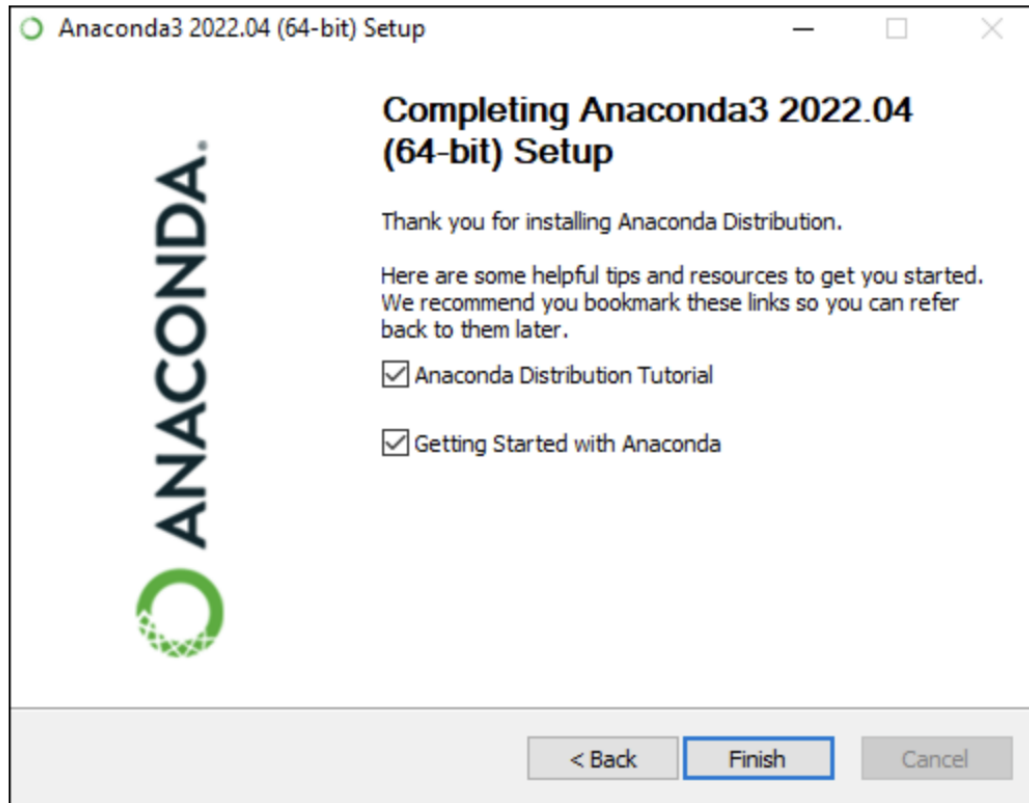 Anaconda3 2022.04 (64-bit) Setup
ANACONDA.
Completing Anaconda3 2022.04
(64-bit) Setup
Thank you for installing Anaconda Distribution.
Here are some helpful tips and resources to get you started.
We recommend you bookmark these links so you can refer
back to them later.
Anaconda Distribution Tutorial
Getting Started with Anaconda
< Back
Finish
Cancel